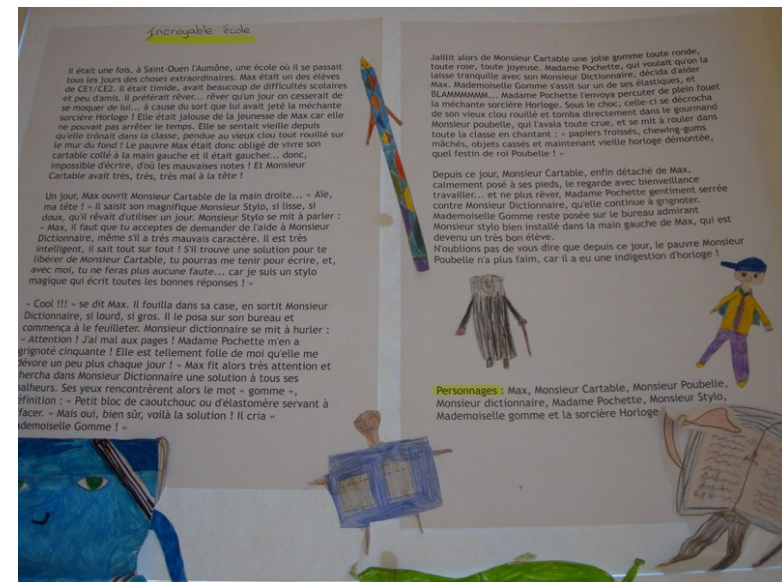 Incroyable école
Il était une fois, à Saint-Ouen l'Aumône, une école où il se passait
tous les jours des choses extraordinaires. Max était un des élèves
de CE1/CE2. Il était timide, avait beaucoup de difficultés scolaires
et peu d'amis. Il préférait rêver... rêver qu'un jour on cesserait de
se moquer de lui... à cause du sort que lui avait jeté la méchante
sorcière Horloge ! Elle était jalouse de la jeunesse de Max car elle
ne pouvait pas arrêter le temps. Elle se sentait vieille depuis
qu'elle trônait dans la classe, pendue au vieux clou tout rouillé sur
le mur du fond ! Le pauvre Max était donc obligé de vivre son
cartable collé à la main gauche et il était gaucher... donc,
impossible d'écrire, d'où les mauvaises notes ! Et Monsieur
Cartable avait très, très, très mal à la tête !
Un jour, Max ouvrit Monsieur Cartable de la main droite... « Aïe,
ma tête ! » Il saisit son magnifique Monsieur Stylo, si lisse, si
doux, qu'il rêvait d'utiliser un jour. Monsieur Stylo se mit à parler :
« Max, il faut que tu acceptes de demander de l'aide à Monsieur
Dictionnaire, même s'il a très mauvais caractère. Il est très
intelligent, il sait tout sur tout ! S'il trouve une solution pour te
libérer de Monsieur Cartable, tu pourras me tenir pour écrire, et,
avec moi, tu ne feras plus aucune faute... car je suis un stylo
magique qui écrit toutes les bonnes réponses ! »
« Cool !!! » se dit Max. Il fouilla dans sa case, en sortit Monsieur
Dictionnaire, si lourd, si gros. Il le posa sur son bureau et
commença à le feuilleter. Monsieur dictionnaire se mit à hurler :
« Attention ! J'ai mal aux pages ! Madame Pochette m'en a
grignoté cinquante ! Elle est tellement folle de moi qu'elle me
dévore un peu plus chaque jour ! » Max fit alors très attention et
chercha dans Monsieur Dictionnaire une solution à tous ses
malheurs. Ses yeux rencontrèrent alors le mot « gomme »,
éfinition : « Petit bloc de caoutchouc ou d'élastomère servant à
facer. » Mais oui, bien sûr, voilà la solution ! Il cria «
ademoiselle Gomme ! »
Jaillit alors de Monsieur Cartable une jolie gomme toute ronde,
toute rose, toute joyeuse. Madame Pochette, qui voulait qu'on la
laisse tranquille avec son Monsieur Dictionnaire, décida d'aider
Max. Mademoiselle Gomme s'assit sur un de ses élastiques, et
BLAMMMMMM... Madame Pochette l'envoya percuter de plein fouet
la méchante sorcière Horloge. Sous le choc, celle-ci se décrocha
de son vieux clou rouillé et tomba directement dans le gourmand
Monsieur poubelle, qui l'avala toute crue, et se mit à rouler dans
toute la classe en chantant : « papiers froissés, chewing-gums
mâchés, objets cassés et maintenant vieille horloge démontée,
quel festin de roi Poubelle ! »
Depuis ce jour, Monsieur Cartable, enfin détaché de Max,
calmement posé à ses pieds, le regarde avec bienveillance
travailler... et ne plus rêver, Madame Pochette gentiment serrée
contre Monsieur Dictionnaire, qu'elle continue à grignoter.
Mademoiselle Gomme reste posée sur le bureau admirant
Monsieur stylo bien installé dans la main gauche de Max, qui est
devenu un très bon élève.
N'oublions pas de vous dire que depuis ce jour, le pauvre Monsieur
Poubelle n'a plus faim, car il a eu une indigestion d'horloge !
Personnages : Max, Monsieur Cartable, Monsieur Poubelle,
Monsieur dictionnaire, Madame Pochette, Monsieur Stylo,
Mademoiselle gomme et la sorcière Horloge